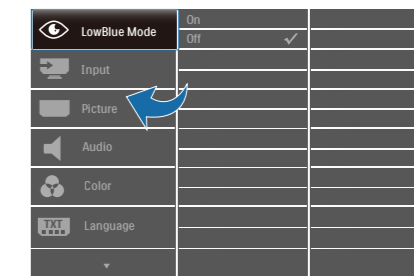 LowBlue Mode
On
Off
Input
Picture
Audio
Color
TXT
Language